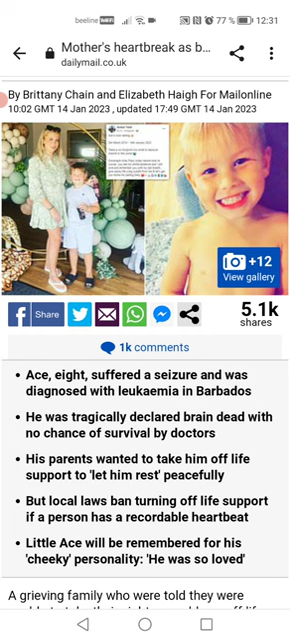 beeline 77 % 12:31
Mother's heartbreak as b...
dailymail.co.uk
By Brittany Chain and Elizabeth Haigh For Mailonline
10:02 GMT 14 Jan 2023 , updated 17:49 GMT 14 Jan 2023
+12
View gallery
f Share
5.1k
shares
1k comments
• Ace, eight, suffered a seizure and was
diagnosed with leukaemia in Barbados
• He was tragically declared brain dead with
no chance of survival by doctors
• His parents wanted to take him off life
support to 'let him rest' peacefully
• But local laws ban turning off life support
if a person has a recordable heartbeat
• Little Ace will be remembered for his
'cheeky' personality: 'He was so loved'
A grieving family who were told they were